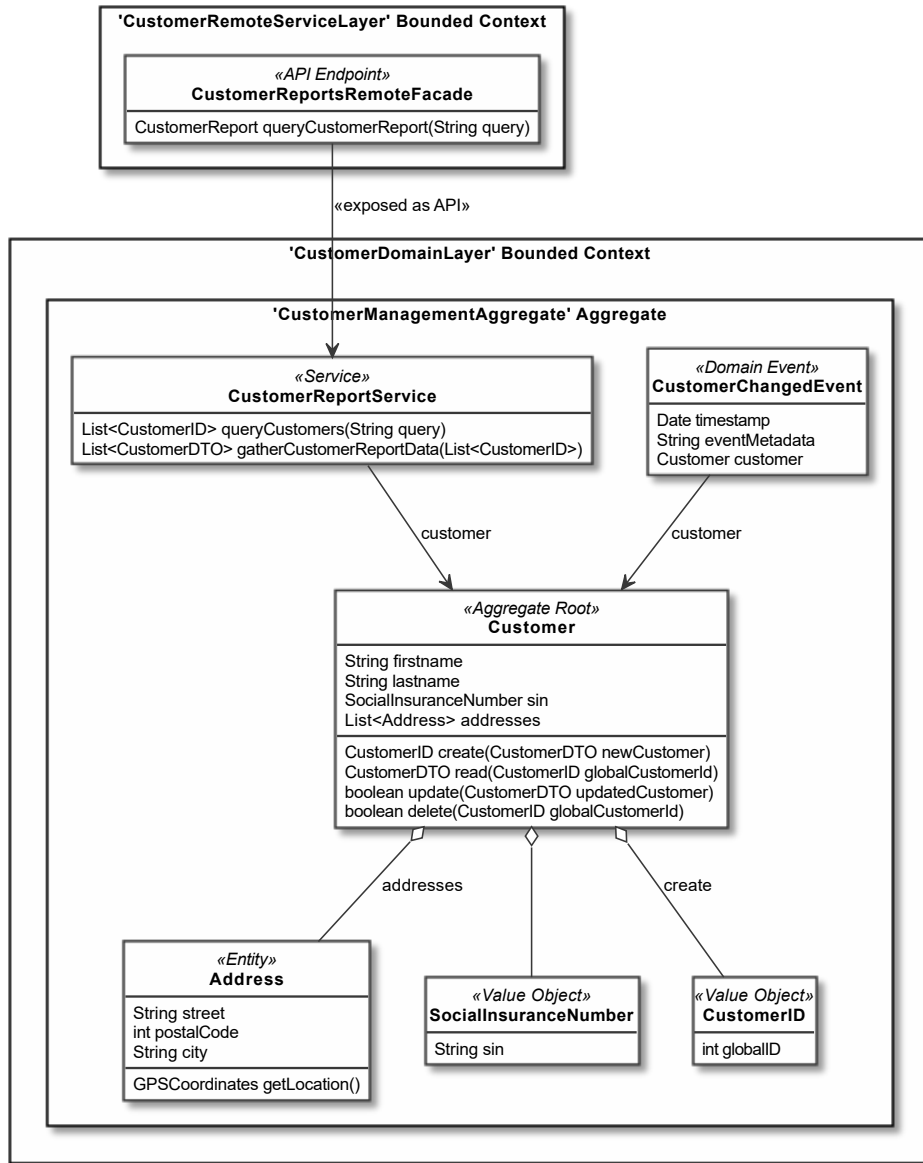 'CustomerRemoteServiceLayer' Bounded Context
«API Endpoint»
CustomerReportsRemoteFacade
CustomerReport queryCustomerReport(String query)
«exposed as API»
'CustomerDomainLayer' Bounded Context
'CustomerManagementAggregate' Aggregate
«Service»
CustomerReportService
List<CustomerID> queryCustomers(String query)
List<CustomerDTO> gatherCustomerReportData(List<CustomerID>)
«Domain Event»
CustomerChangedEvent
Date timestamp
String eventMetadata
Customer customer
customer
customer
«Aggregate Root»
Customer
String firstname
String lastname
SocialInsuranceNumber sin
List<Address> addresses
CustomerID create(CustomerDTO newCustomer)
CustomerDTO read(CustomerID globalCustomerId)
boolean update(CustomerDTO updatedCustomer)
boolean delete(CustomerID globalCustomerId)
addresses
create
«Entity»
Address
String street
int postalCode
String city
GPSCoordinates getLocation()
«Value Object»
SocialInsuranceNumber
String sin
«Value Object»
CustomerID
int globalID